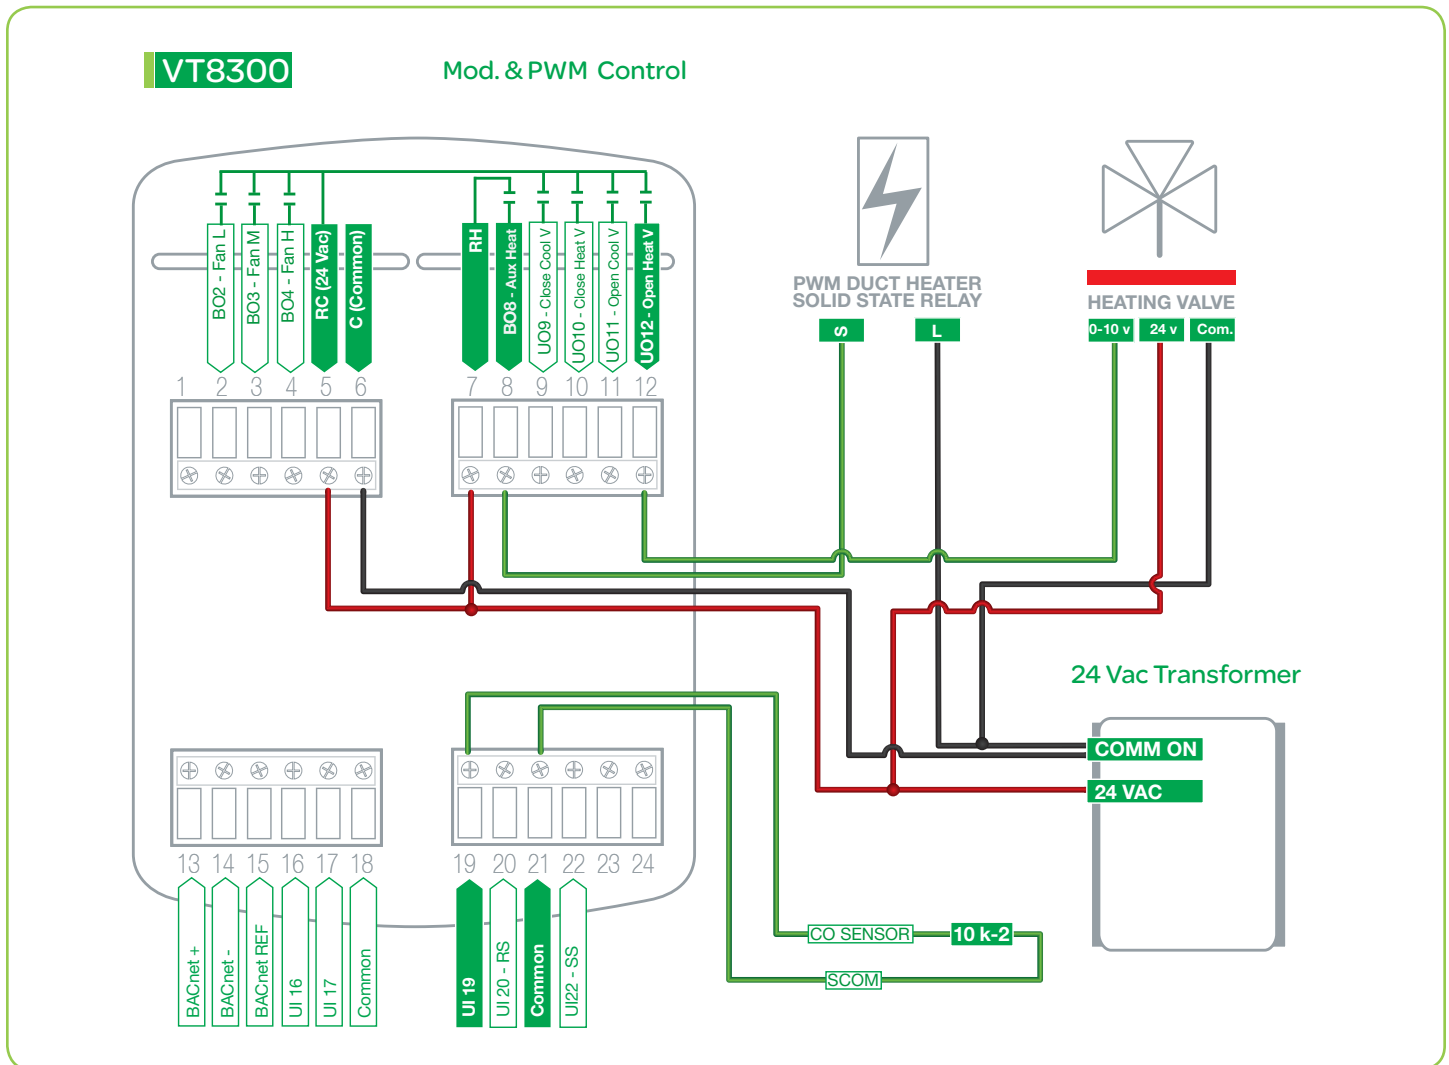 VT8300
Mod. & PWM Control
BO2 - Fan L
BO3 - Fan M
BO4 - Fan H
RC (24 Vac)
C (Common)
RH
BO8 - Aux Heat
UO9 - Close Cool V
UO10 - Close Heat V
UO11 - Open Cool V
UO12 - Open Heat V
1 2 3 4 5 6
7 8 9 10 11 12
PWM DUCT HEATER
SOLID STATE RELAY
S
L
HEATING VALVE
0-10 v
24 v
Com.
24 Vac Transformer
COMM ON
24 VAC
13 14 15 16 17 18
19 20 21 22 23 24
BACnet +
BACnet -
BACnet REF
UI 16
UI 17
Common
UI 19
UI 20 - RS
Common
UI22 - SS
CO SENSOR
10 k-2
SCOM